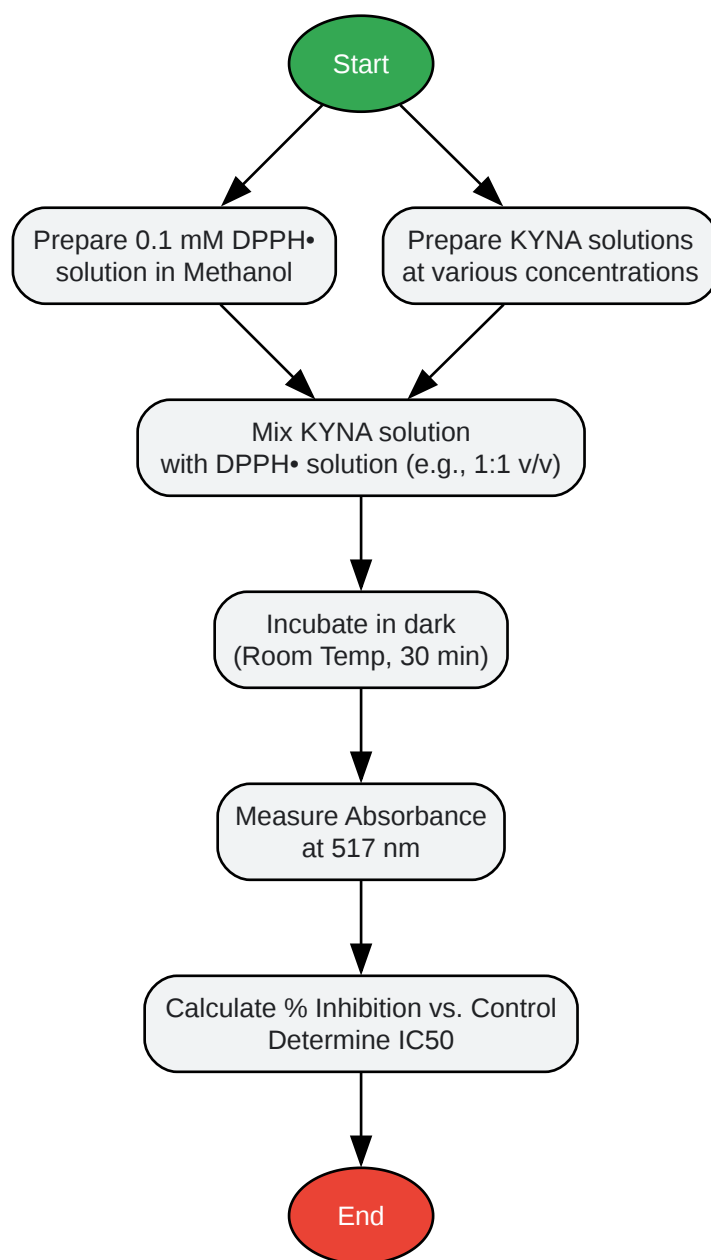 Start
Prepare 0.1 mM DPPH•
solution in Methanol
Prepare KYNA solutions
at various concentrations
Mix KYNA solution
with DPPH• solution (e.g., 1:1 v/v)
Incubate in dark
(Room Temp, 30 min)
Measure Absorbance
at 517 nm
Calculate % Inhibition vs. Control
Determine IC50
End